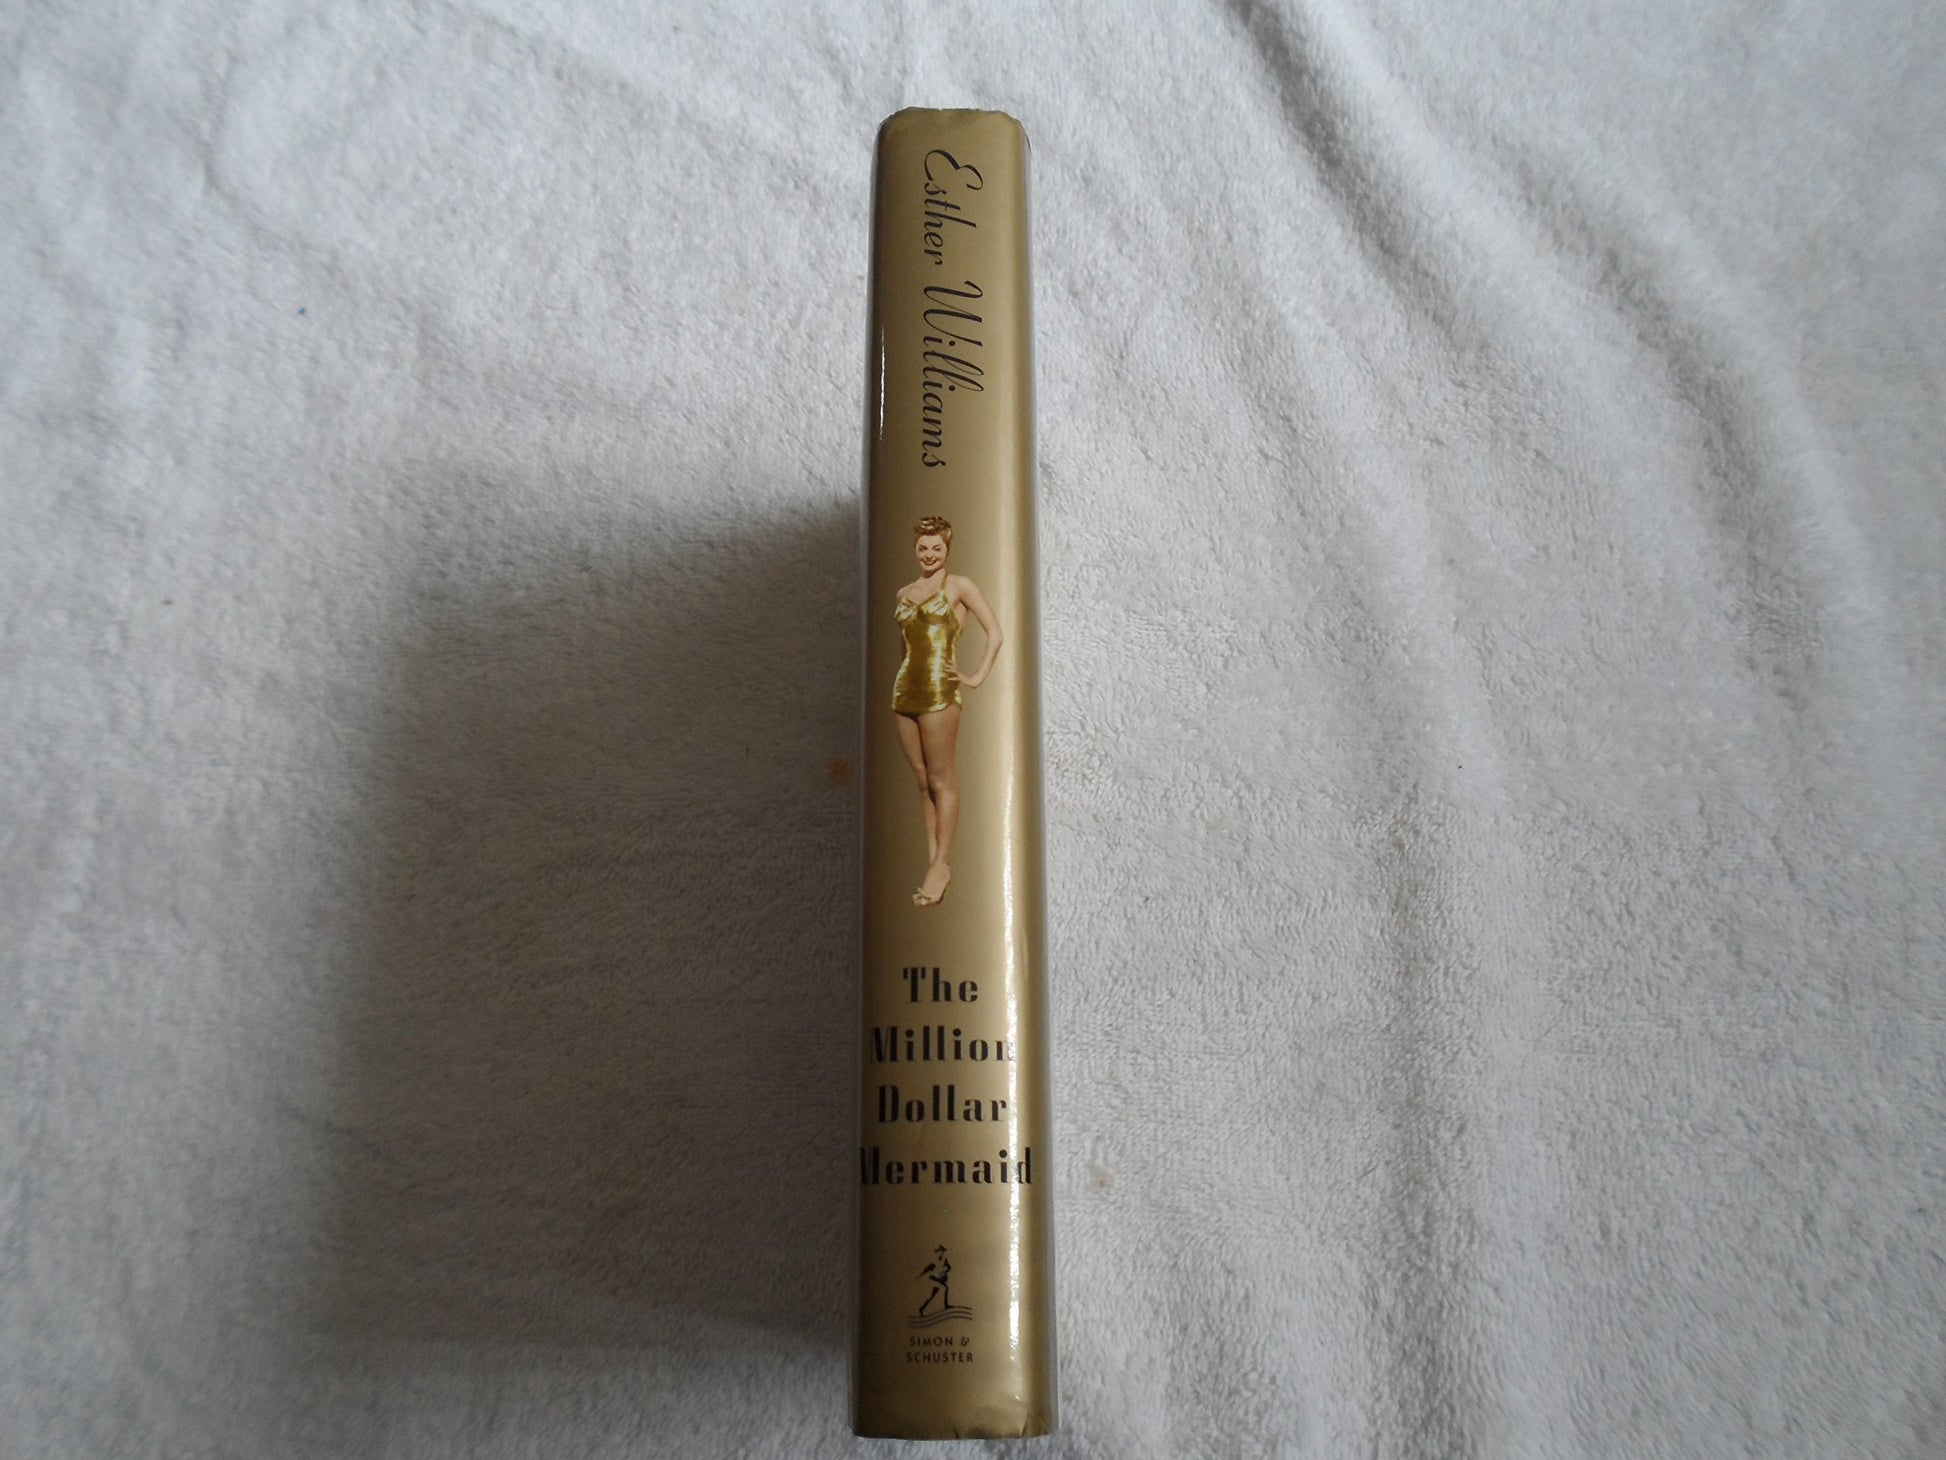 Esther Williams
The
Million
Dollar
Mermaid
SIMON &
SCHUSTER